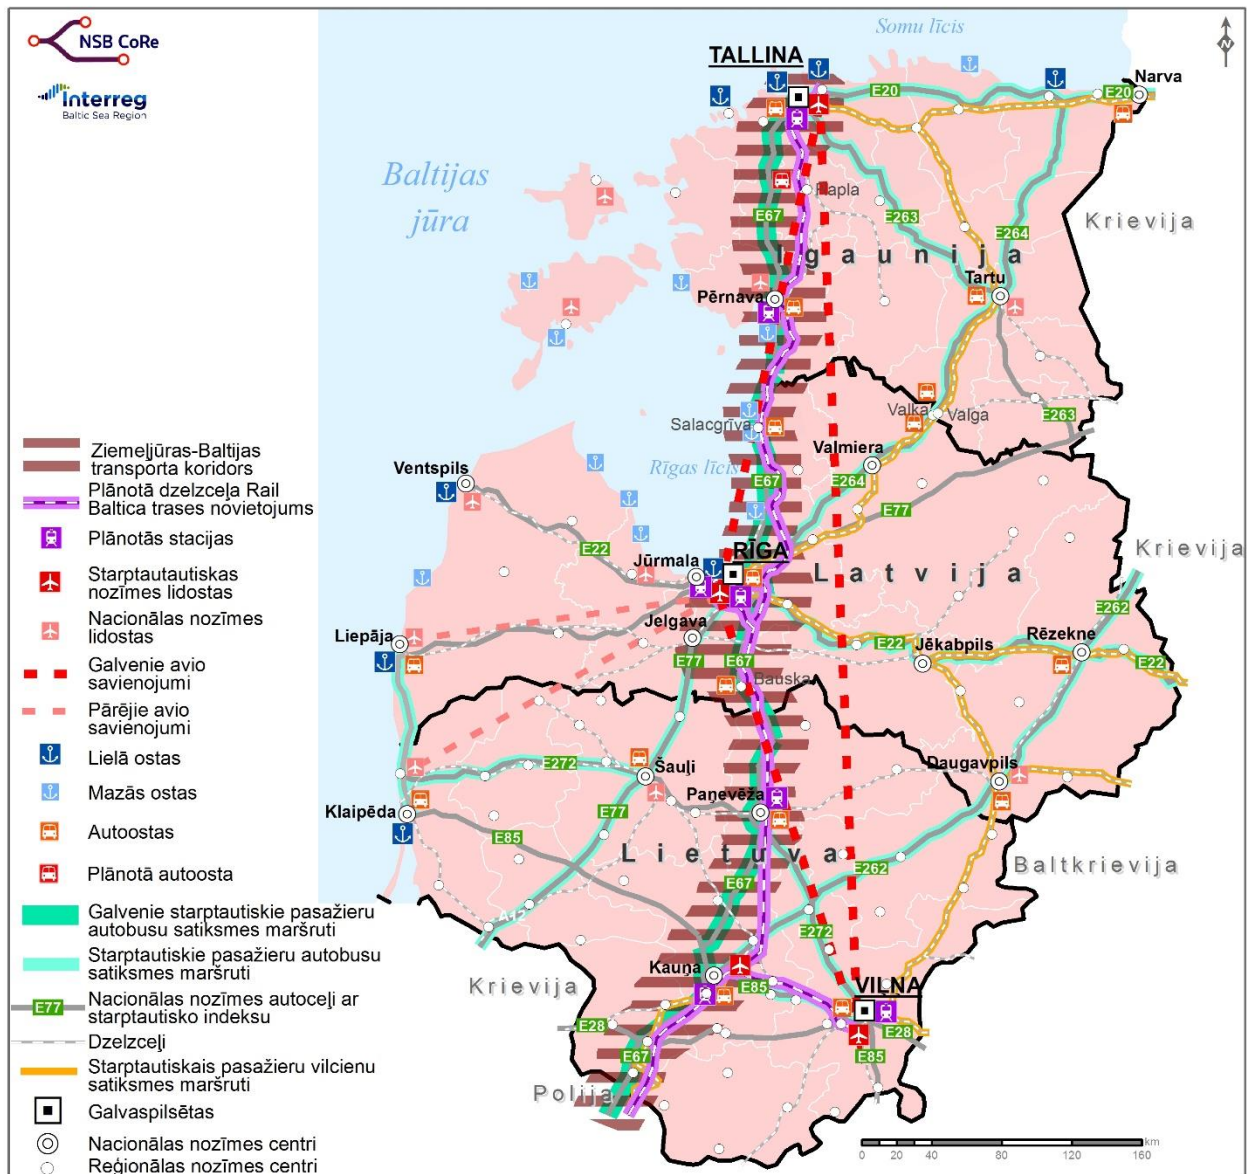 NSB CoRe
Interreg
Baltic Sea Region
Somu līcis
N
TALLINA
Narva
E20
E20
Baltijas
jūra
Rapla
Krievija
E67
E263
E264
Igaunija
Tartu
Pērnava
E263
Salacgrīva
Valka
Valga
Valmiera
Ventspils
Rīgas līcis
E67
E264
E77
Krievija
E22
Jūrmala
RĪGA
Latvija
E262
Liepāja
Jelgava
E22
Jēkabpils
Rēzekne
E77
E67
E22
Bauska
E272
Šauļi
Daugavpils
Paņevēža
Klaipēda
E77
E85
Lietuva
Baltkrievija
E262
E67
A12
E272
Kauņa
Krievija
E85
VIĻNA
E28
E28
E67
E85
Polija
Ziemeļjūras-Baltijas
transporta koridors
Plānotā dzelzceļa Rail
Baltica trases novietojums
Plānotās stacijas
Starptautautiskas
nozīmes lidostas
Nacionālas nozīmes
lidostas
Galvenie avio
savienojumi
Pārējie avio
savienojumi
Lielā ostas
Mazās ostas
Autoostas
Plānotā autoosta
Galvenie starptautiskie pasažieru
autobusu satiksmes maršruti
Starptautiskie pasažieru autobusu
satiksmes maršruti
E77
Nacionālas nozīmes autoceļi ar
starptautisko indeksu
Dzelzceļi
Starptautiskais pasažieru vilcienu
satiksmes maršruti
Galvaspilsētas
Nacionālas nozīmes centri
Reģionālas nozīmes centri
km
0 20 40 80 120 160